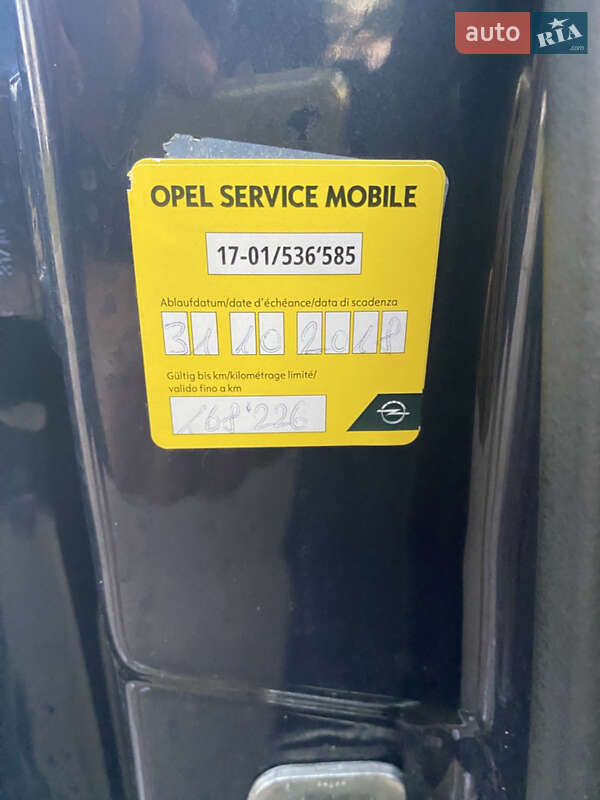 auto RIA.com
OPEL SERVICE MOBILE
17-01/536'585
Ablaufdatum/date d'échéance/data di scadenza
31 10 2018
Gültig bis km/kilométrage limité/
valido fino a km
168'226